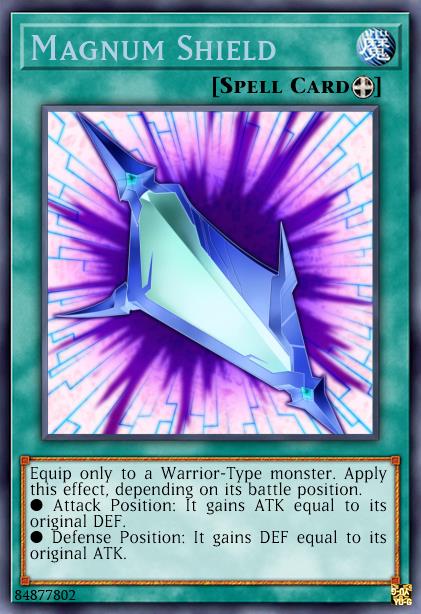 MAGNUM SHIELD
魔
[SPELL CARD]
Equip only to a Warrior-Type monster. Apply
this effect, depending on its battle position.
● Attack Position: It gains ATK equal to its
original DEF.
● Defense Position: It gains DEF equal to its
original ATK.
84877802